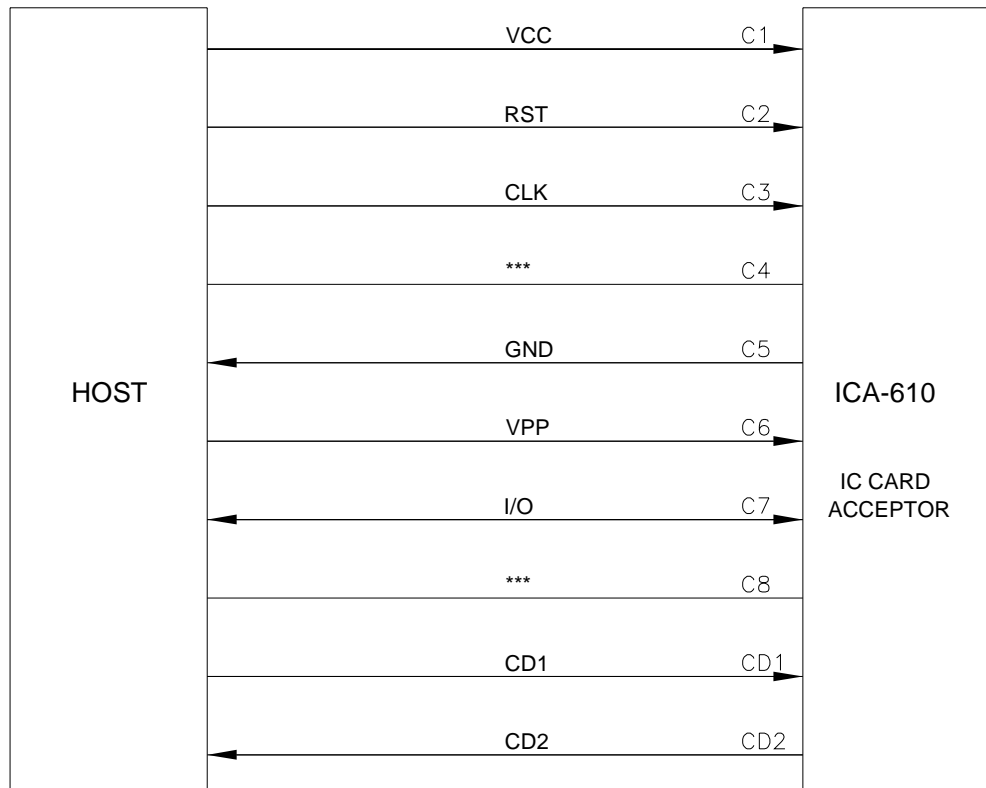 VCC C1
RST C2
CLK C3
*** C4
GND C5
HOST
ICA-610
VPP C6
IC CARD
ACCEPTOR
I/O C7
*** C8
CD1 CD1
CD2 CD2